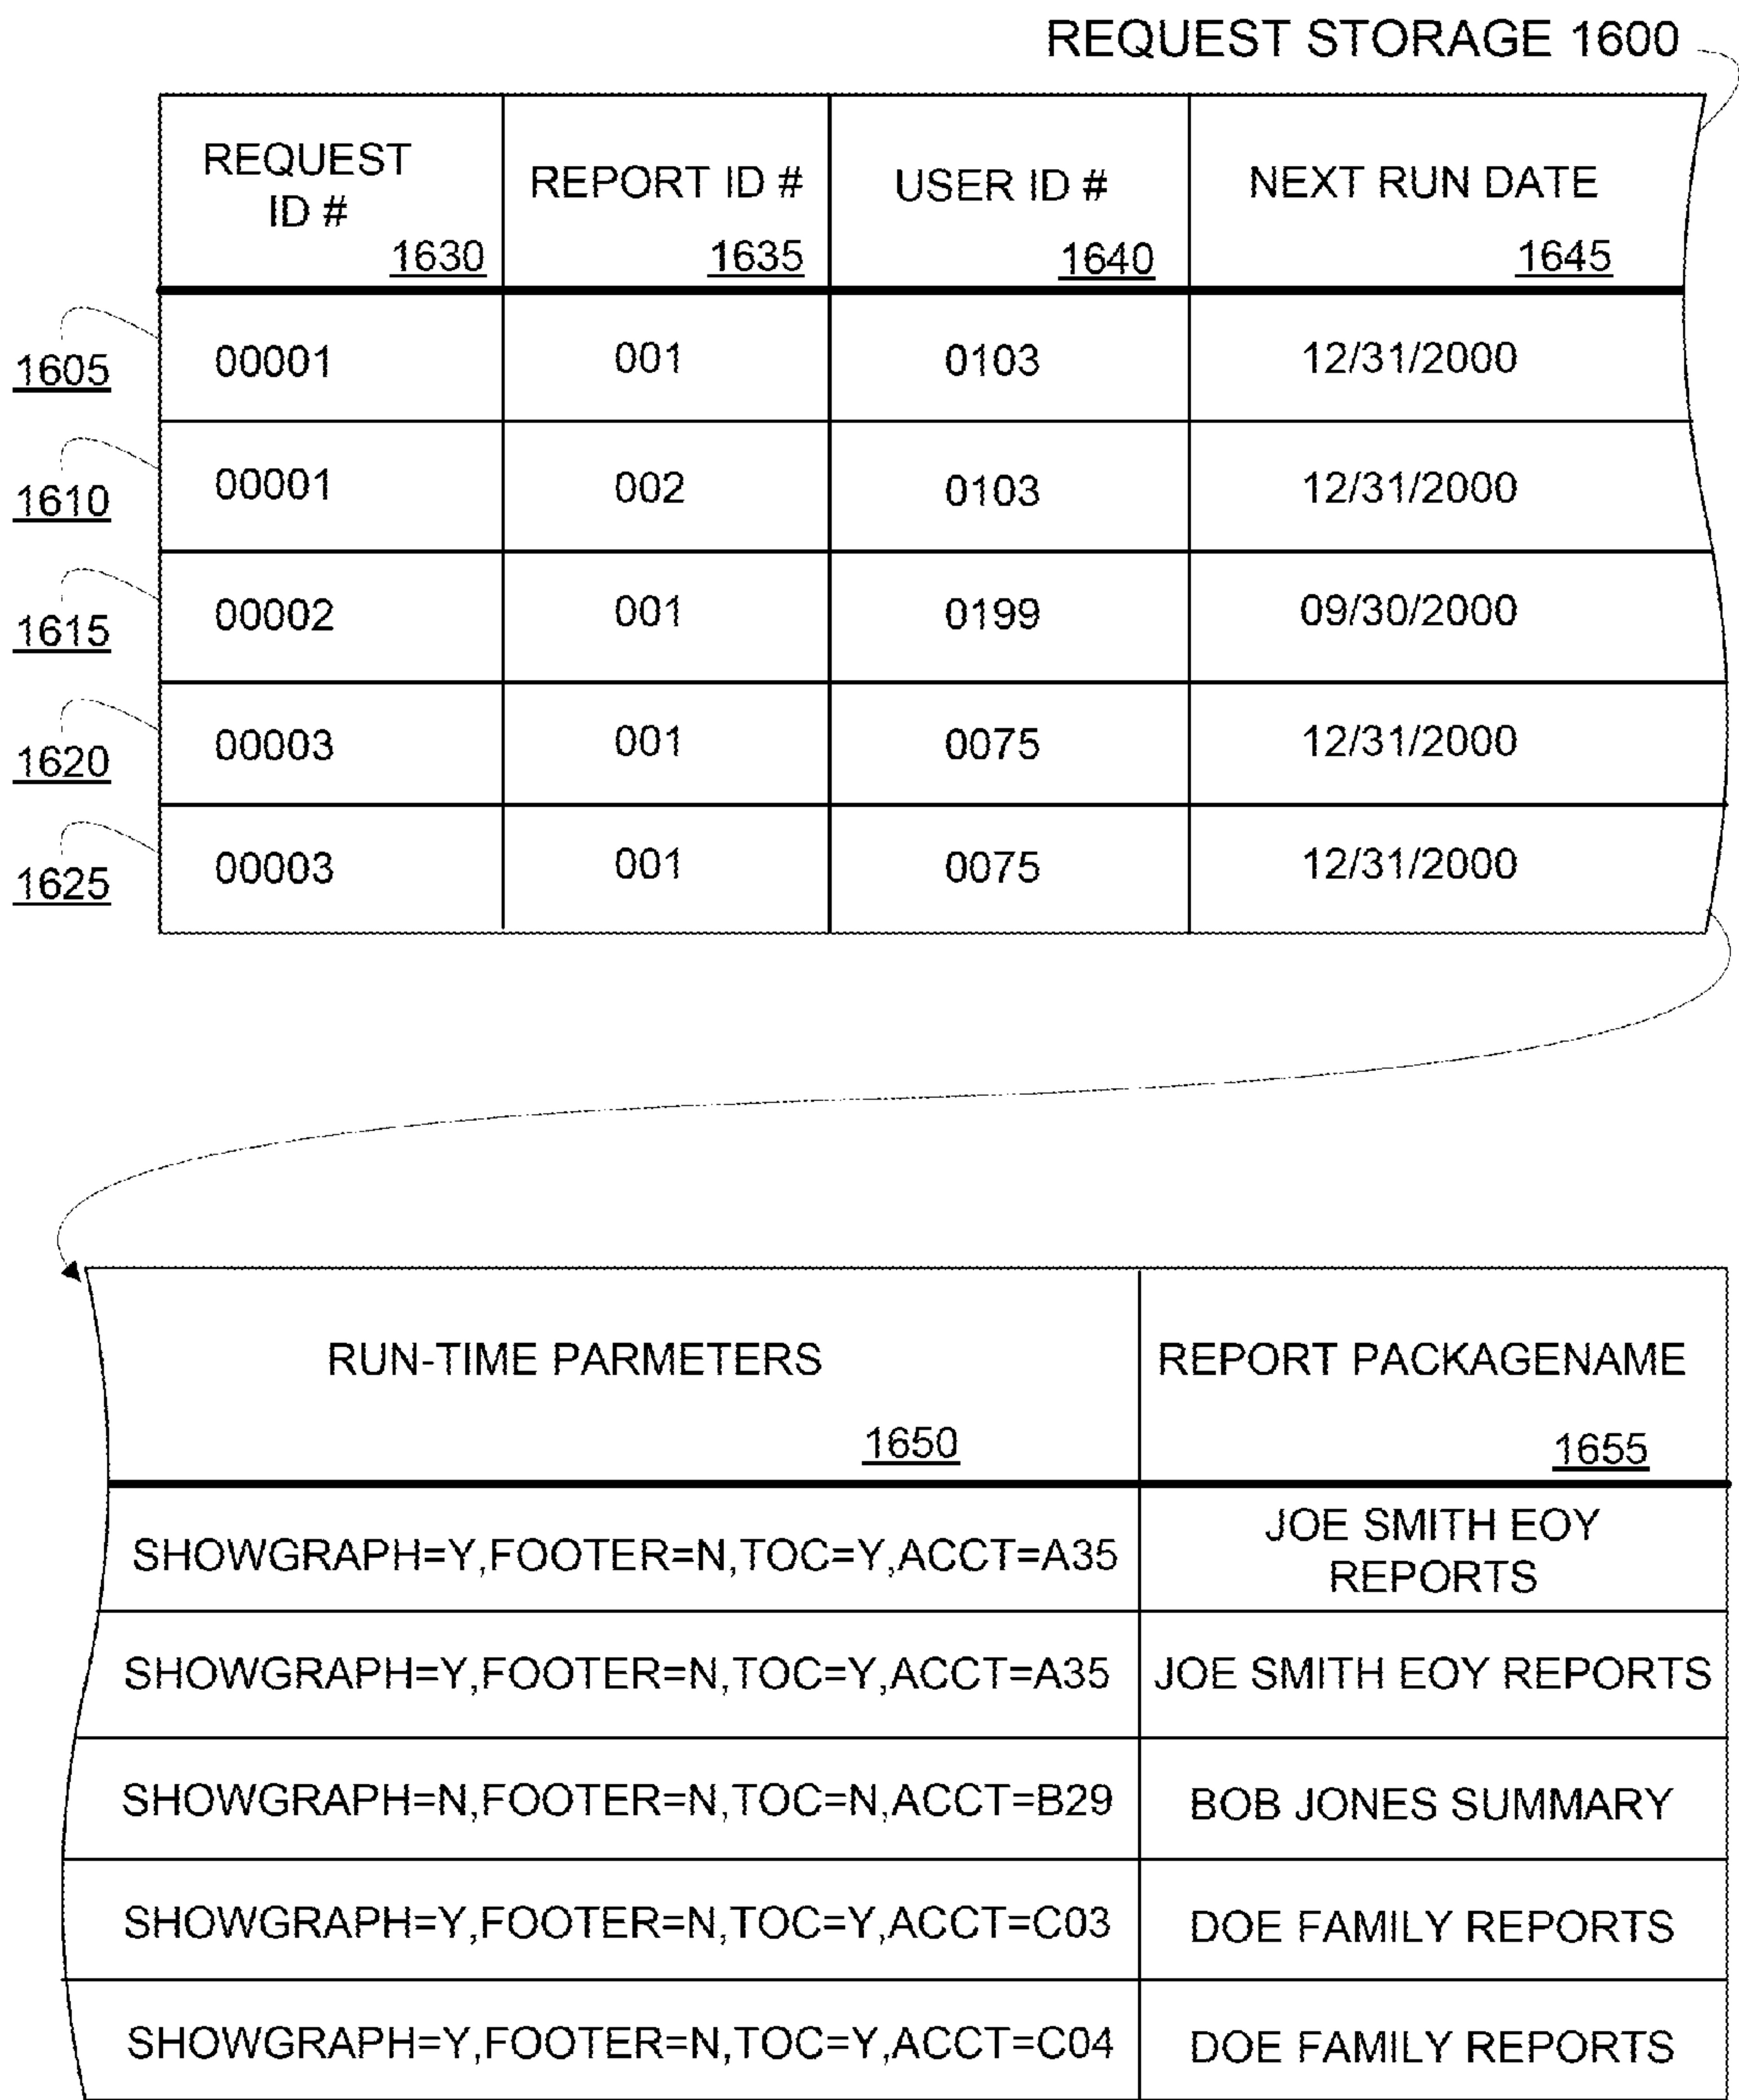 REQUEST STORAGE 1600
REQUEST ID # 1630 REPORT ID # 1635 USER ID # 1640 NEXT RUN DATE 1645
1605 00001 001 0103 12/31/2000
1610 00001 002 0103 12/31/2000
1615 00002 001 0199 09/30/2000
1620 00003 001 0075 12/31/2000
1625 00003 001 0075 12/31/2000
RUN-TIME PARMETERS 1650 REPORT PACKAGENAME 1655
SHOWGRAPH=Y,FOOTER=N,TOC=Y,ACCT=A35 JOE SMITH EOY REPORTS
SHOWGRAPH=Y,FOOTER=N,TOC=Y,ACCT=A35 JOE SMITH EOY REPORTS
SHOWGRAPH=N,FOOTER=N,TOC=N,ACCT=B29 BOB JONES SUMMARY
SHOWGRAPH=Y,FOOTER=N,TOC=Y,ACCT=C03 DOE FAMILY REPORTS
SHOWGRAPH=Y,FOOTER=N,TOC=Y,ACCT=C04 DOE FAMILY REPORTS